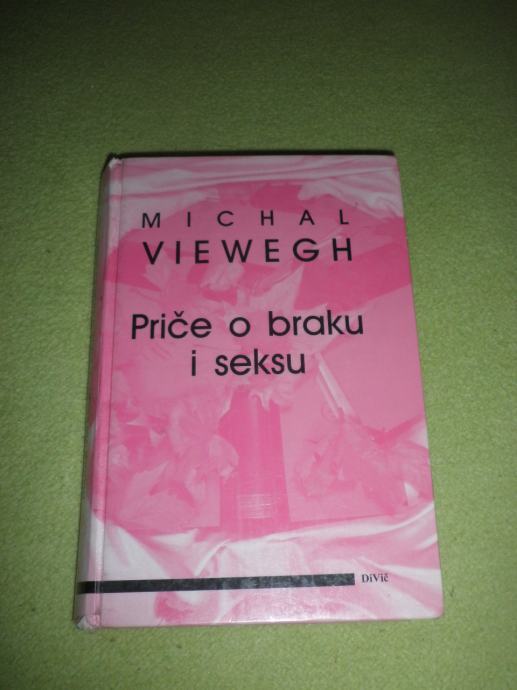 MICHAL
VIEWEGH
Priče o braku
i seksu
DiVič